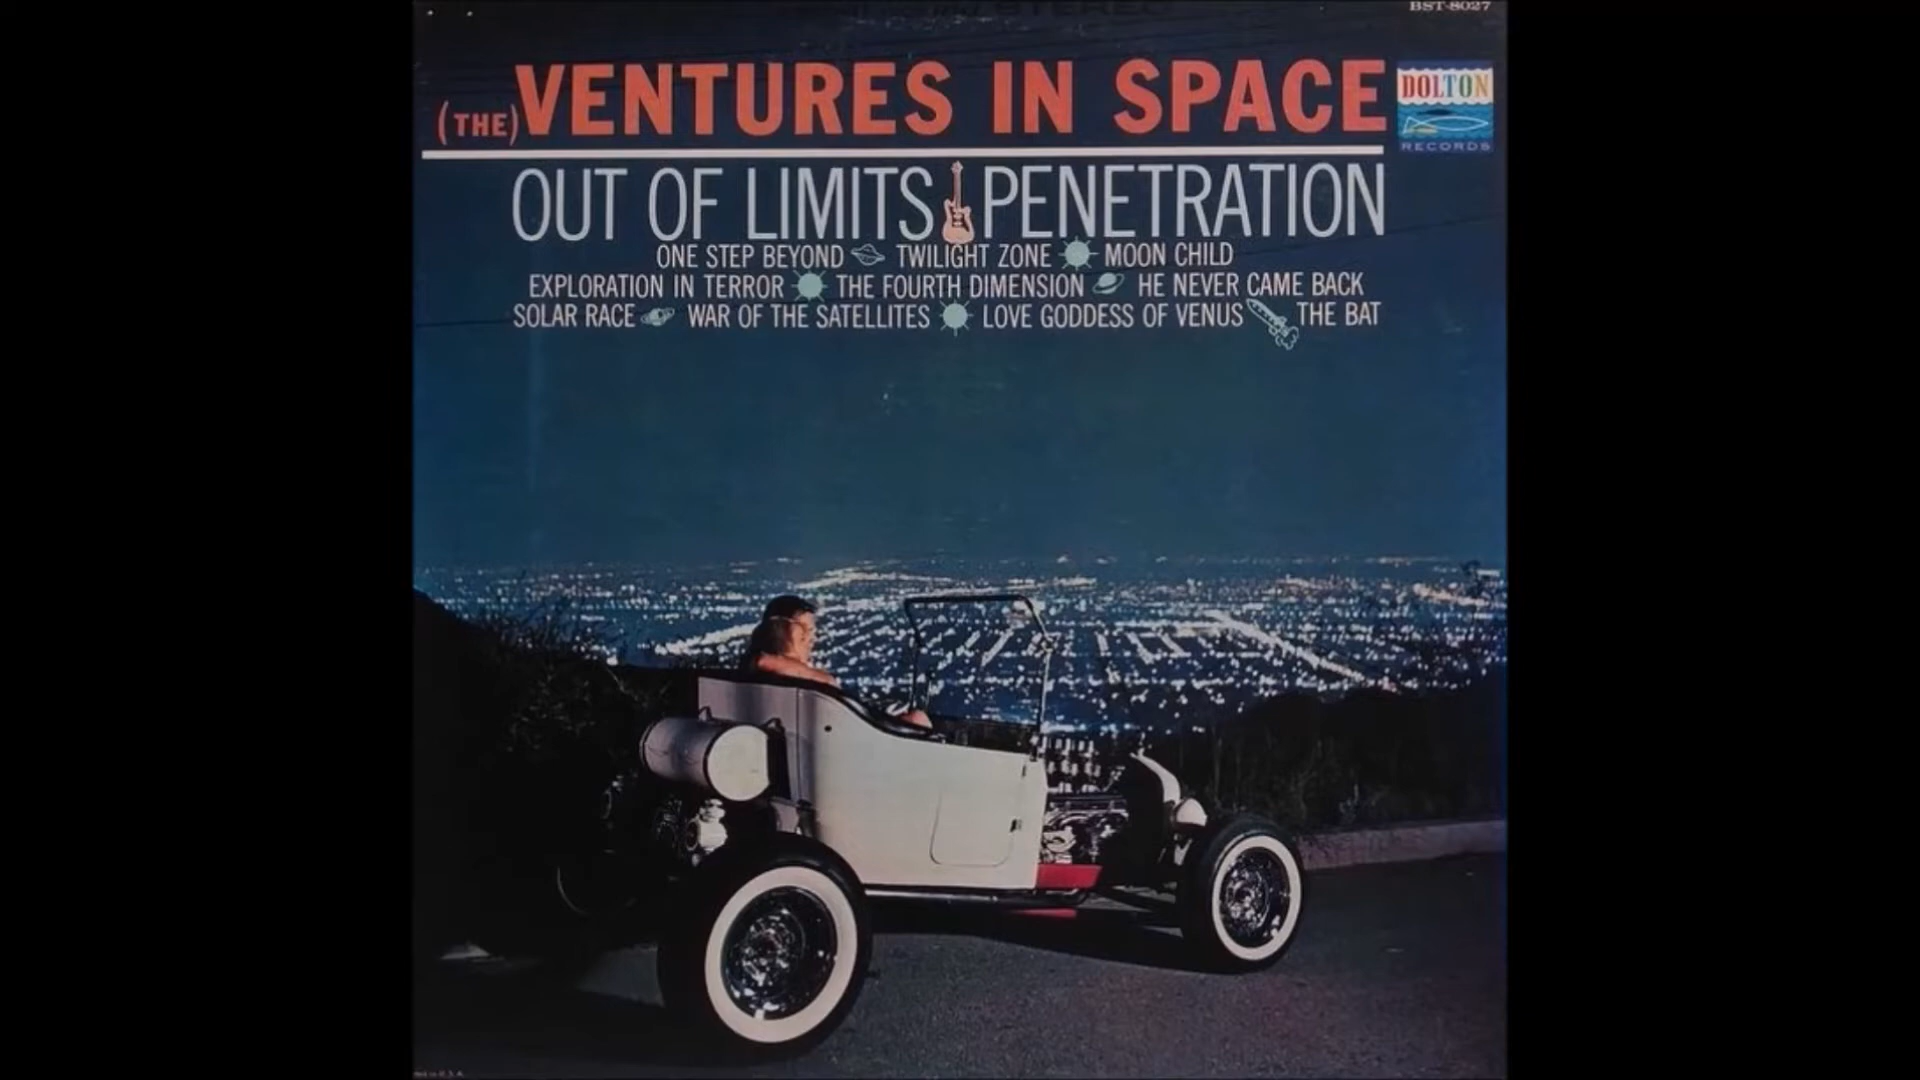 STEREO
BST-8027
(THE) VENTURES IN SPACE
DOLTON
RECORDS
OUT OF LIMITS PENETRATION
ONE STEP BEYOND TWILIGHT ZONE MOON CHILD
EXPLORATION IN TERROR THE FOURTH DIMENSION HE NEVER CAME BACK
SOLAR RACE WAR OF THE SATELLITES LOVE GODDESS OF VENUS THE BAT